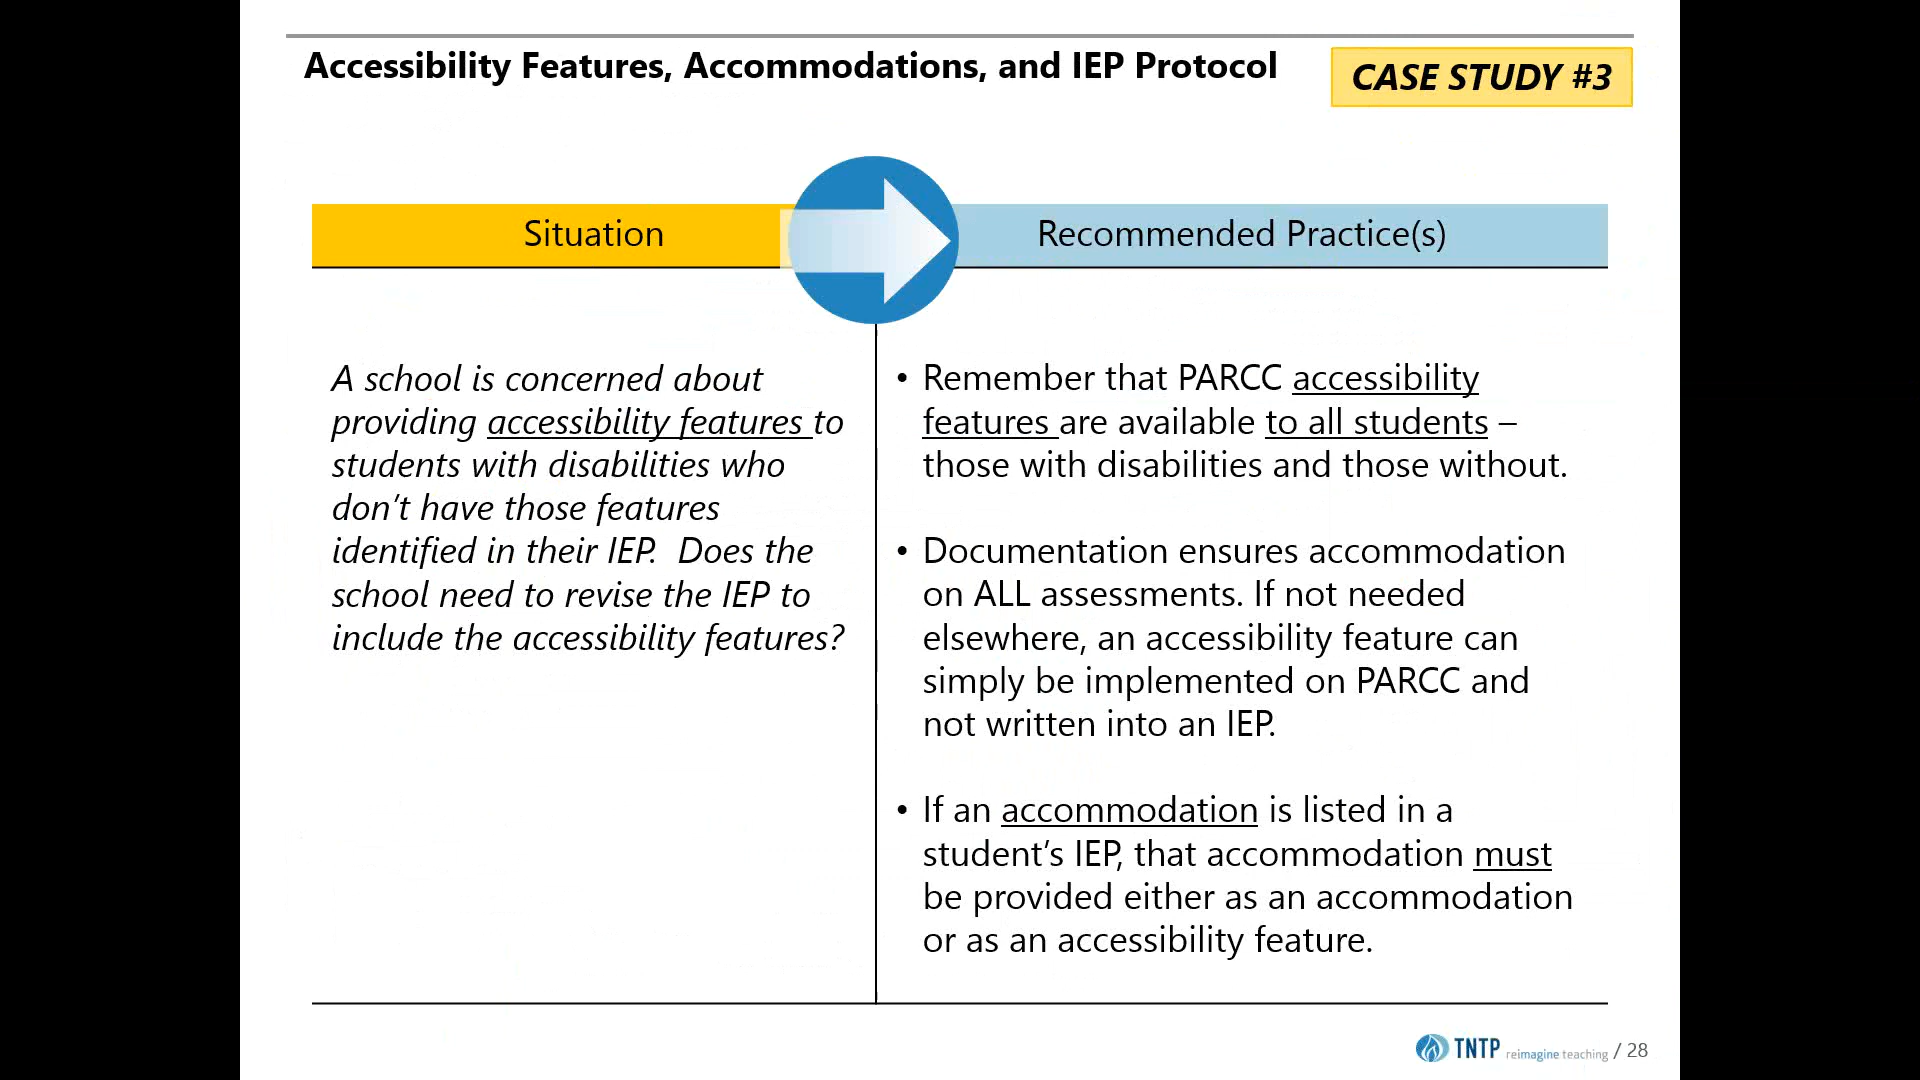 Accessibility Features, Accommodations, and IEP Protocol
CASE STUDY #3
Situation
Recommended Practice(s)
A school is concerned about
providing accessibility features to
students with disabilities who
don’t have those features
identified in their IEP.  Does the
school need to revise the IEP to
include the accessibility features?
• Remember that PARCC accessibility
features are available to all students –
those with disabilities and those without.
• Documentation ensures accommodation
on ALL assessments. If not needed
elsewhere, an accessibility feature can
simply be implemented on PARCC and
not written into an IEP.
• If an accommodation is listed in a
student’s IEP, that accommodation must
be provided either as an accommodation
or as an accessibility feature.
TNTP reimagine teaching / 28